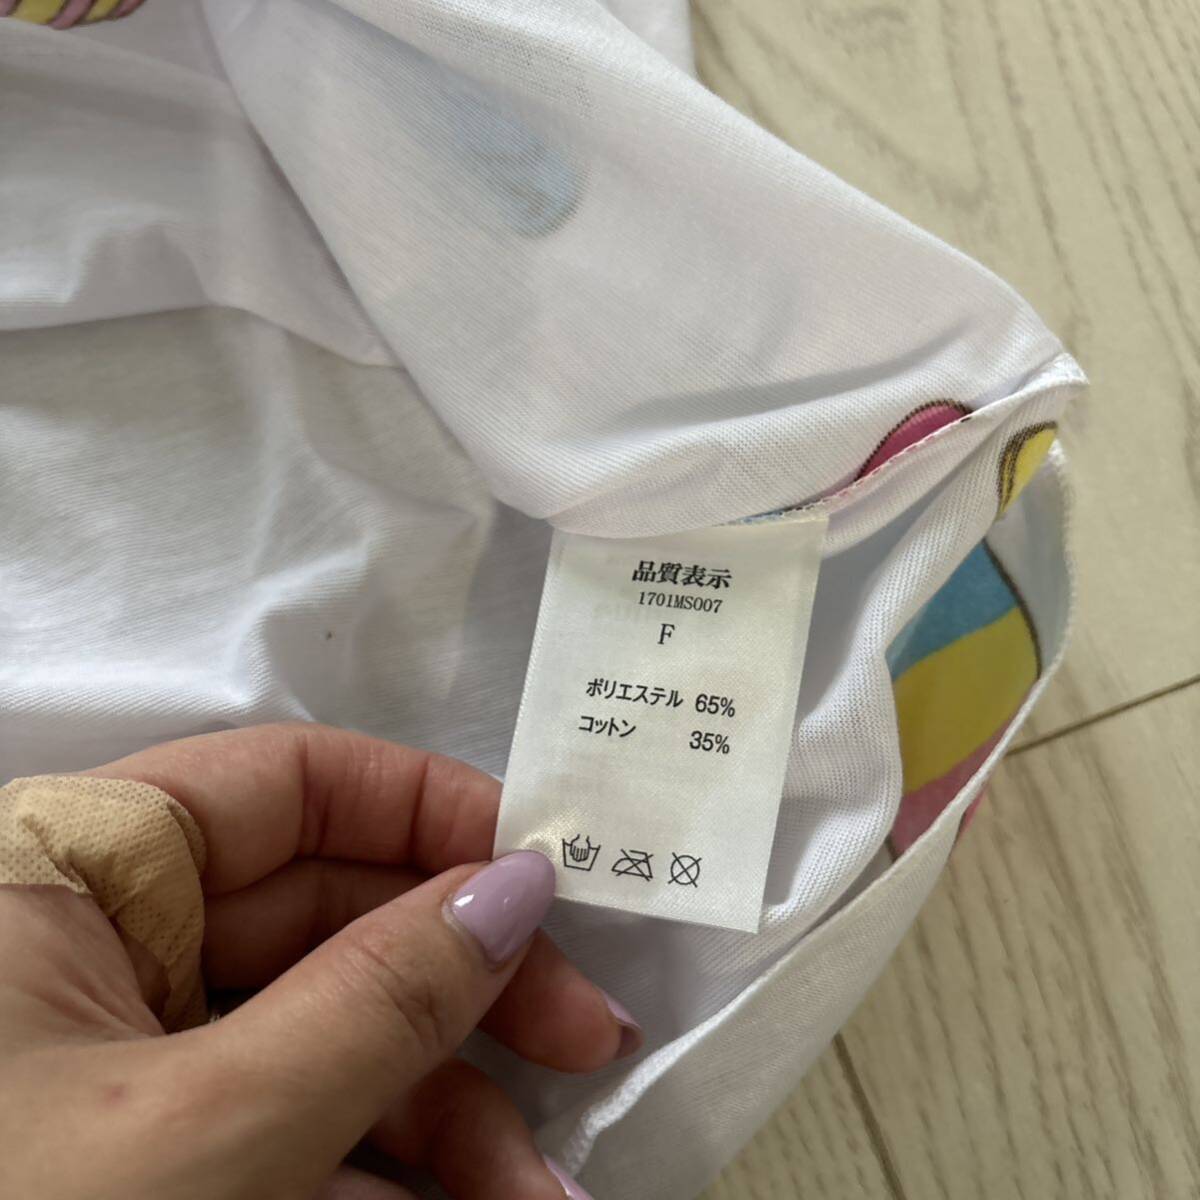 品質表示
1701MS007
F
ポリエステル 65%
コットン 35%